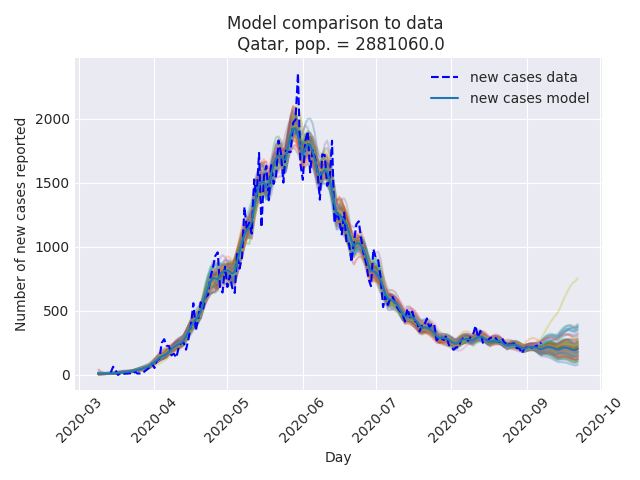 Model comparison to data
Qatar, pop. = 2881060.0
new cases data
new cases model
Number of new cases reported
2000
1500
1000
500
0
2020-03
2020-04
2020-05
2020-06
2020-07
2020-08
2020-09
2020-10
Day